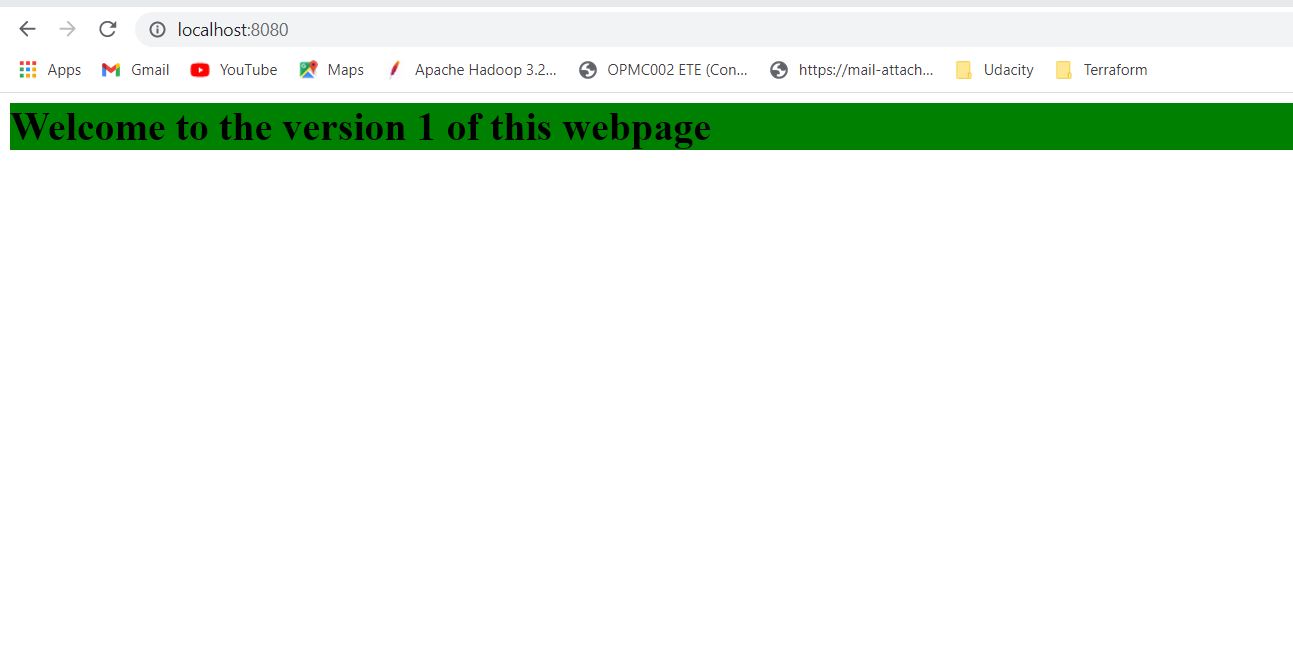 localhost:8080
Apps Gmail YouTube Maps Apache Hadoop 3.2... OPMC002 ETE (Con... https://mail-attach... Udacity Terraform
Welcome to the version 1 of this webpage